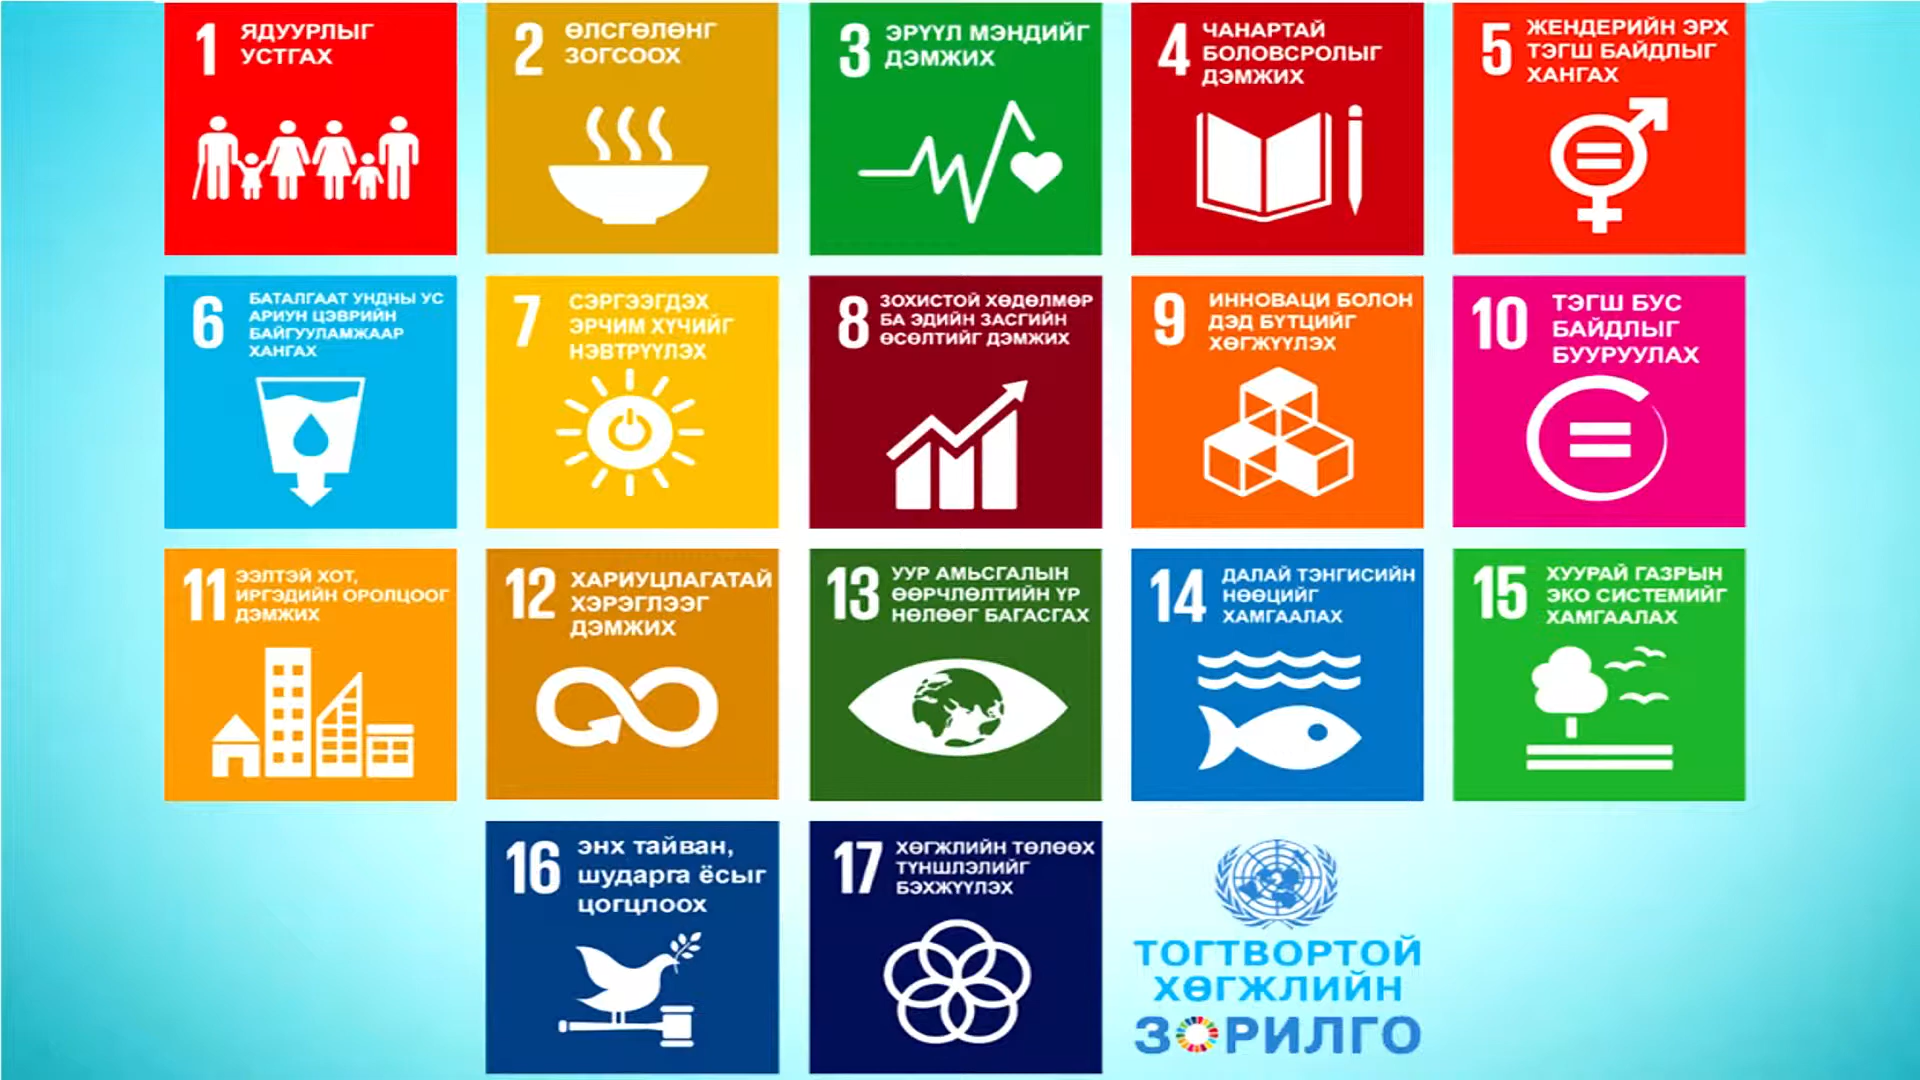 1 ЯДУУРЛЫГ
УСТГАХ
2 ӨЛСГӨЛӨНГ
ЗОГСООХ
3 ЭРҮҮЛ МЭНДИЙГ
ДЭМЖИХ
4 ЧАНАРТАЙ
БОЛОВСРОЛЫГ
ДЭМЖИХ
5 ЖЕНДЕРИЙН ЭРХ
ТЭГШ БАЙДЛЫГ
ХАНГАХ
6 БАТАЛГААТ УНДНЫ УС
АРИУН ЦЭВРИЙН
БАЙГУУЛАМЖААР
ХАНГАХ
7 СЭРГЭЭГДЭХ
ЭРЧИМ ХҮЧИЙГ
НЭВТРҮҮЛЭХ
8 ЗОХИСТОЙ ХӨДӨЛМӨР
БА ЭДИЙН ЗАСГИЙН
ӨСӨЛТИЙГ ДЭМЖИХ
9 ИННОВАЦИ БОЛОН
ДЭД БҮТЦИЙГ
ХӨГЖҮҮЛЭХ
10 ТЭГШ БУС
БАЙДЛЫГ
БУУРУУЛАХ
11 ЭЭЛТЭЙ ХОТ,
ИРГЭДИЙН ОРОЛЦООГ
ДЭМЖИХ
12 ХАРИУЦЛАГАТАЙ
ХЭРЭГЛЭЭГ
ДЭМЖИХ
13 УУР АМЬСГАЛЫН
ӨӨРЧЛӨЛТИЙН ҮР
НӨЛӨӨГ БАГАСГАХ
14 ДАЛАЙ ТЭНГИСИЙН
НӨӨЦИЙГ
ХАМГААЛАХ
15 ХУУРАЙ ГАЗРЫН
ЭКО СИСТЕМИЙГ
ХАМГААЛАХ
16 энх тайван,
шударга ёсыг
цогцлоох
17 ХӨГЖЛИЙН ТӨЛӨӨХ
ТҮНШЛЭЛИЙГ
БЭХЖҮҮЛЭХ
ТОГТВОРТОЙ
ХӨГЖЛИЙН
ЗОРИЛГО